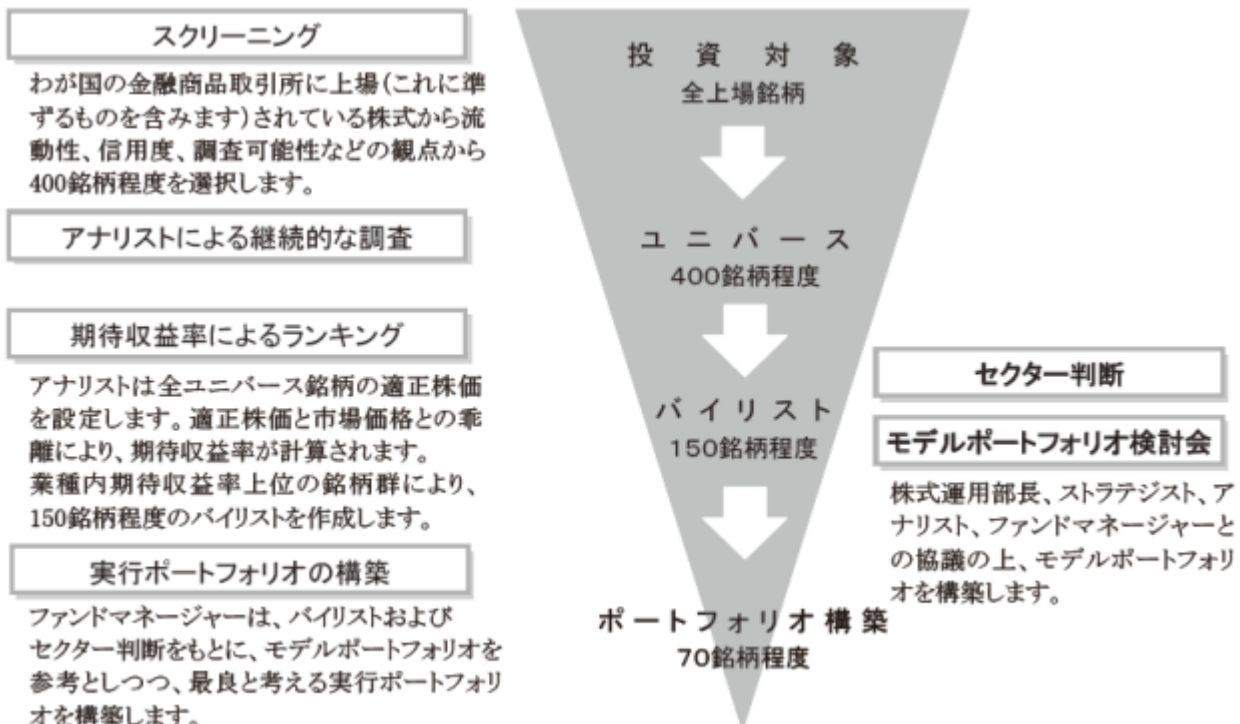 スクリーニング
わが国の金融商品取引所に上場(これに準
ずるものを含みます)されている株式から流
動性、信用度、調査可能性などの観点から
400銘柄程度を選択します。
アナリストによる継続的な調査
期待収益率によるランキング
アナリストは全ユニバース銘柄の適正株価
を設定します。適正株価と市場価格との乖
離により、期待収益率が計算されます。
業種内期待収益率上位の銘柄群により、
150銘柄程度のバイリストを作成します。
実行ポートフォリオの構築
ファンドマネージャーは、バイリストおよび
セクター判断をもとに、モデルポートフォリオを
参考としつつ、最良と考える実行ポートフォリ
オを構築します。
投資対象
全上場銘柄
ユニバース
400銘柄程度
バイリスト
150銘柄程度
ポートフォリオ構築
70銘柄程度
セクター判断
モデルポートフォリオ検討会
株式運用部長、ストラテジスト、ア
ナリスト、ファンドマネージャーと
の協議の上、モデルポートフォリ
オを構築します。